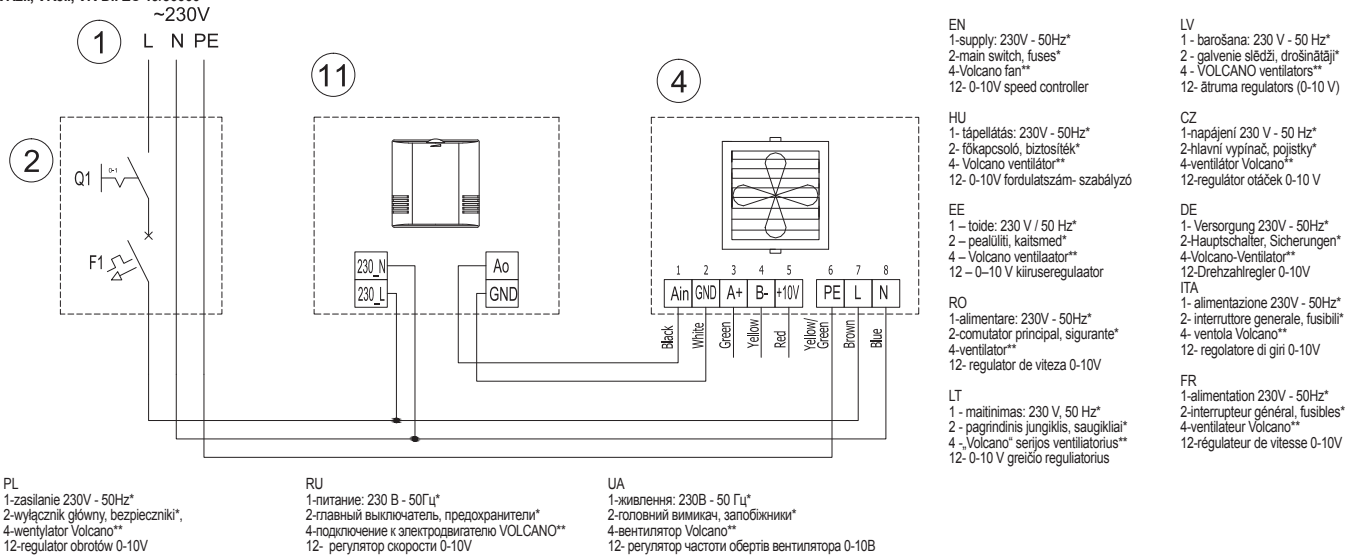 ~230V
L N PE
1
2
Q1
0-1
F1
11
230_N
230_L
Ao
GND
4
1 2 3 4 5 6 7 8
Ain GND A+ B- +10V PE L N
Black
White
Green
Yellow
Red
Yellow/
Green
Brown
Blue
EN
1-supply: 230V - 50Hz*
2-main switch, fuses*
4-Volcano fan**
12- 0-10V speed controller
HU
1- tápellátás: 230V - 50Hz*
2- főkapcsoló, biztosíték*
4- Volcano ventilátor**
12- 0-10V fordulatszám- szabályzó
EE
1 – toide: 230 V / 50 Hz*
2 – pealüliti, kaitsmed*
4 – Volcano ventilaator**
12 – 0–10 V kiiruseregulaator
RO
1-alimentare: 230V - 50Hz*
2-comutator principal, sigurante*
4-ventilator**
12- regulator de viteza 0-10V
LT
1 - maitinimas: 230 V, 50 Hz*
2 - pagrindinis jungiklis, saugikliai*
4 -„Volcano“ serijos ventiliatorius**
12- 0-10 V greičio reguliatorius
LV
1 - barošana: 230 V - 50 Hz*
2 - galvenie slēdži, drošinātāji*
4 - VOLCANO ventilators**
12- ātruma regulators (0-10 V)
CZ
1-napájení 230 V - 50 Hz*
2-hlavní vypínač, pojistky*
4-ventilátor Volcano**
12-regulátor otáček 0-10 V
DE
1- Versorgung 230V - 50Hz*
2-Hauptschalter, Sicherungen*
4-Volcano-Ventilator**
12-Drehzahlregler 0-10V
ITA
1- alimentazione 230V - 50Hz*
2- interruttore generale, fusibili*
4- ventola Volcano**
12- regolatore di giri 0-10V
FR
1-alimentation 230V - 50Hz*
2-interrupteur général, fusibles*
4-ventilateur Volcano**
12-régulateur de vitesse 0-10V
PL
1-zasilanie 230V - 50Hz*
2-wyłącznik główny, bezpieczniki*,
4-wentylator Volcano**
12-regulator obrotów 0-10V
RU
1-питание: 230 В - 50Гц*
2-главный выключатель, предохранители*
4-подключение к электродвигателю VOLCANO**
12- регулятор скорости 0-10V
UA
1-живлення: 230В - 50 Гц*
2-головний вимикач, запобіжники*
4-вентилятор Volcano**
12- регулятор частоти обертів вентилятора 0-10В